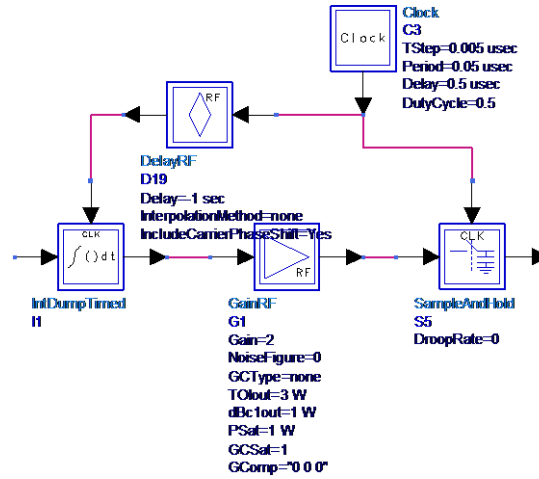 Clock
Clock
C3
TStep=0.005 usec
Period=0.05 usec
Delay=0.5 usec
DutyCycle=0.5
RF
DelayRF
D19
Delay=-1 sec
InterpolationMethod=none
IncludeCarrierPhaseShift=Yes
CLK
∫()dt
IntDumpTimed
I1
RF
GainRF
G1
Gain=2
NoiseFigure=0
GCType=none
TOIout=3 W
dBc1out=1 W
PSat=1 W
GCSat=1
GComp="0 0 0"
CLK
SampleAndHold
S5
DroopRate=0